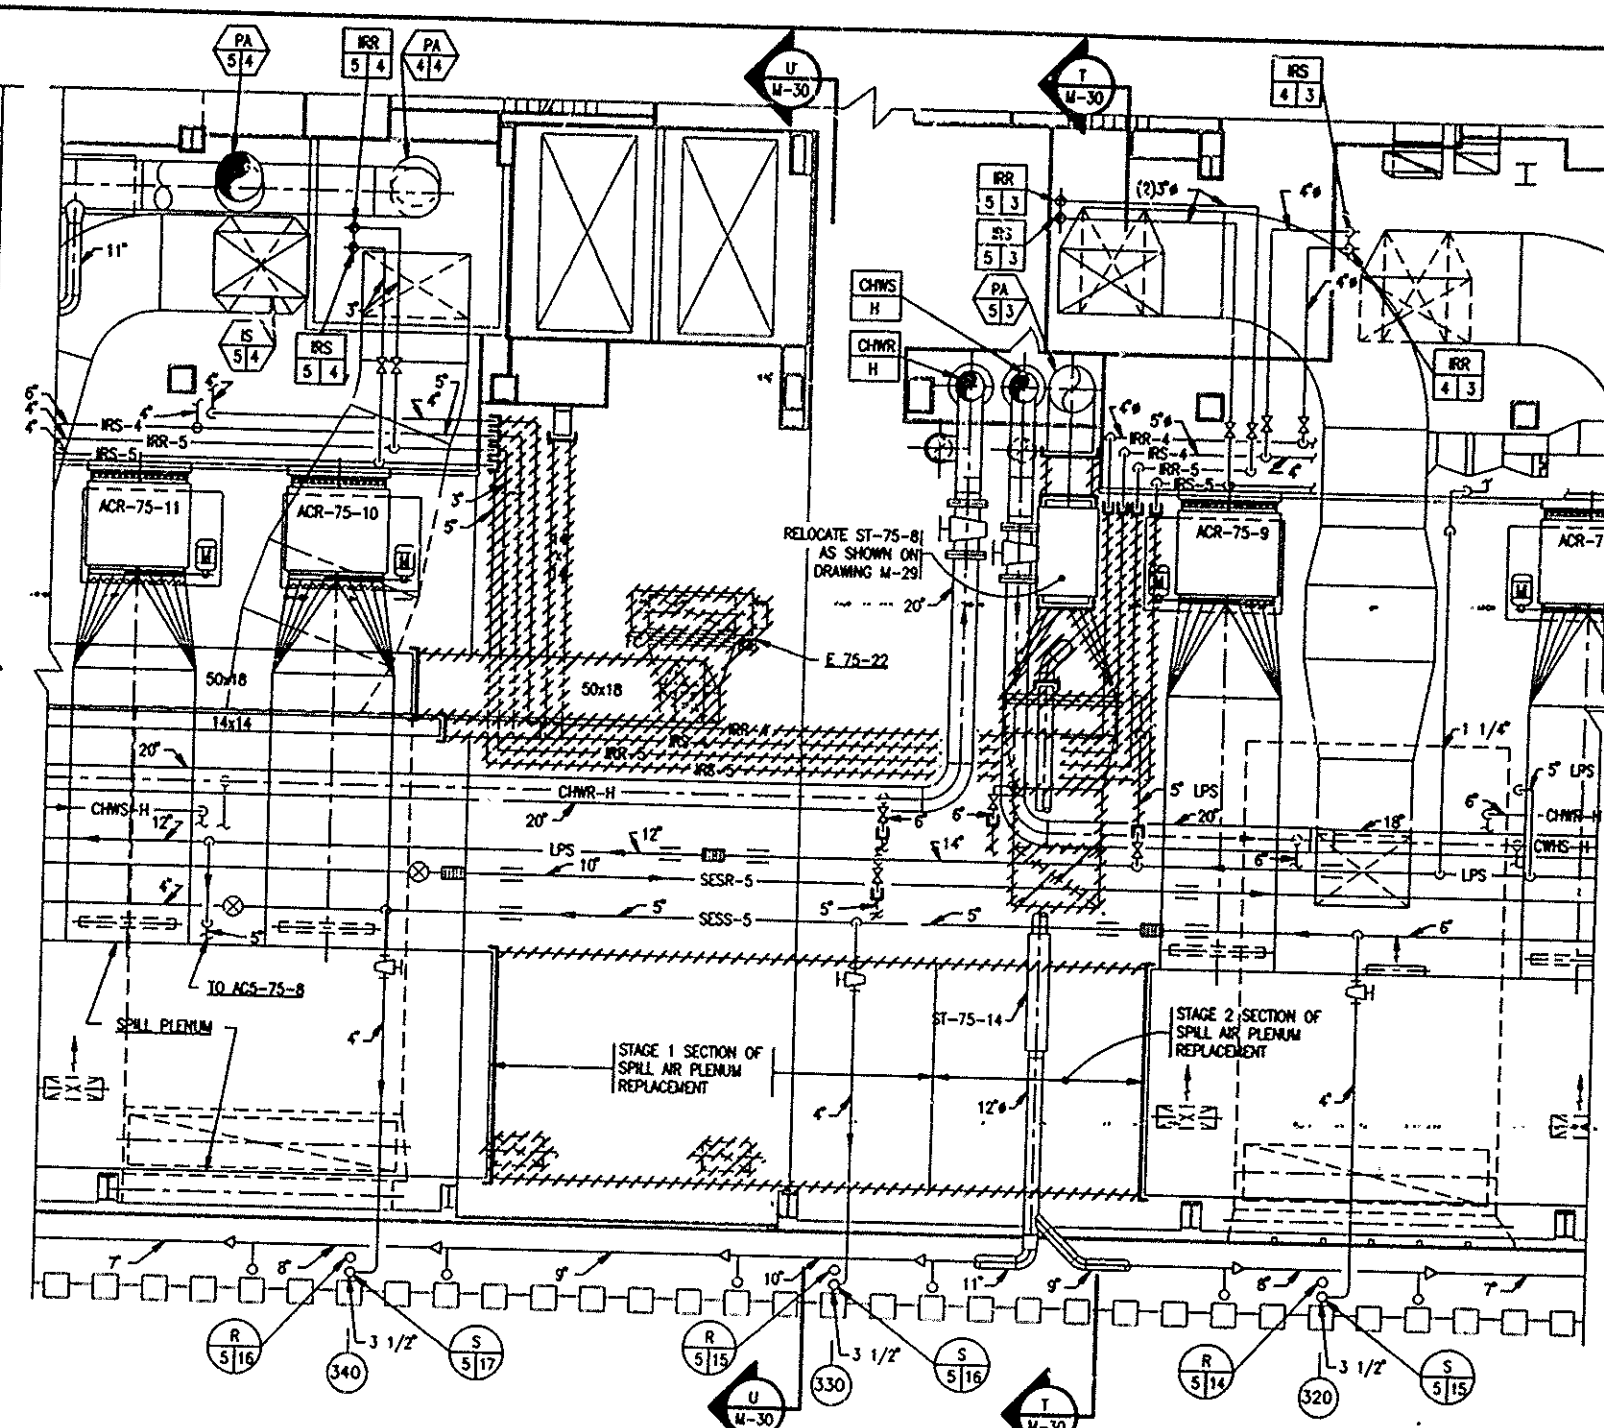 PA
5 4
IRR
5 4
PA
4 4
U
M-30
T
M-30
IRS
4 3
IRR
5 3
(2)3"ø
4"ø
IRS
5 3
11"
CHWS
H
PA
5 3
4"ø
3"
IS
5 4
IRS
5 4
CHWR
H
IRR
4 3
6"
4"
4"
4"
4"
5"
4"
IRS-4
IRR-5
IRS-5
4"ø
5"ø
IRR-4
IRS-4
IRR-5
IRS-5
4"
3"
5"
ACR-75-11
ACR-75-10
ACR-75-9
ACR-7
M
M
M
M
RELOCATE ST-75-8
AS SHOWN ON
DRAWING M-29
20"
E 75-22
50x18
50x18
14x14
IRR-4
IRS
IRR-5
IRS-5
1 1/4"
20"
CHWR-H
5" LPS
5" LPS
CHWS-H
12"
20"
6"
6"
20"
18"
6"
CHWR-H
LPS
12"
14"
6"
CWHS-H
10"
SESR-5
LPS
4"
5"
SESS-5
5"
5"
6"
5"
TO ACS-75-8
SPILL PLENUM
4"
ST-75-14
STAGE 1 SECTION OF
SPILL AIR PLENUM
REPLACEMENT
STAGE 2 SECTION OF
SPILL AIR PLENUM
REPLACEMENT
4"
12"ø
4"
7"
8"
9"
10"
11"
9"
8"
7"
R
5 16
3 1/2"
S
5 17
340
R
5 15
3 1/2"
S
5 16
330
R
5 14
3 1/2"
S
5 15
320
U
M-30
T
M-30